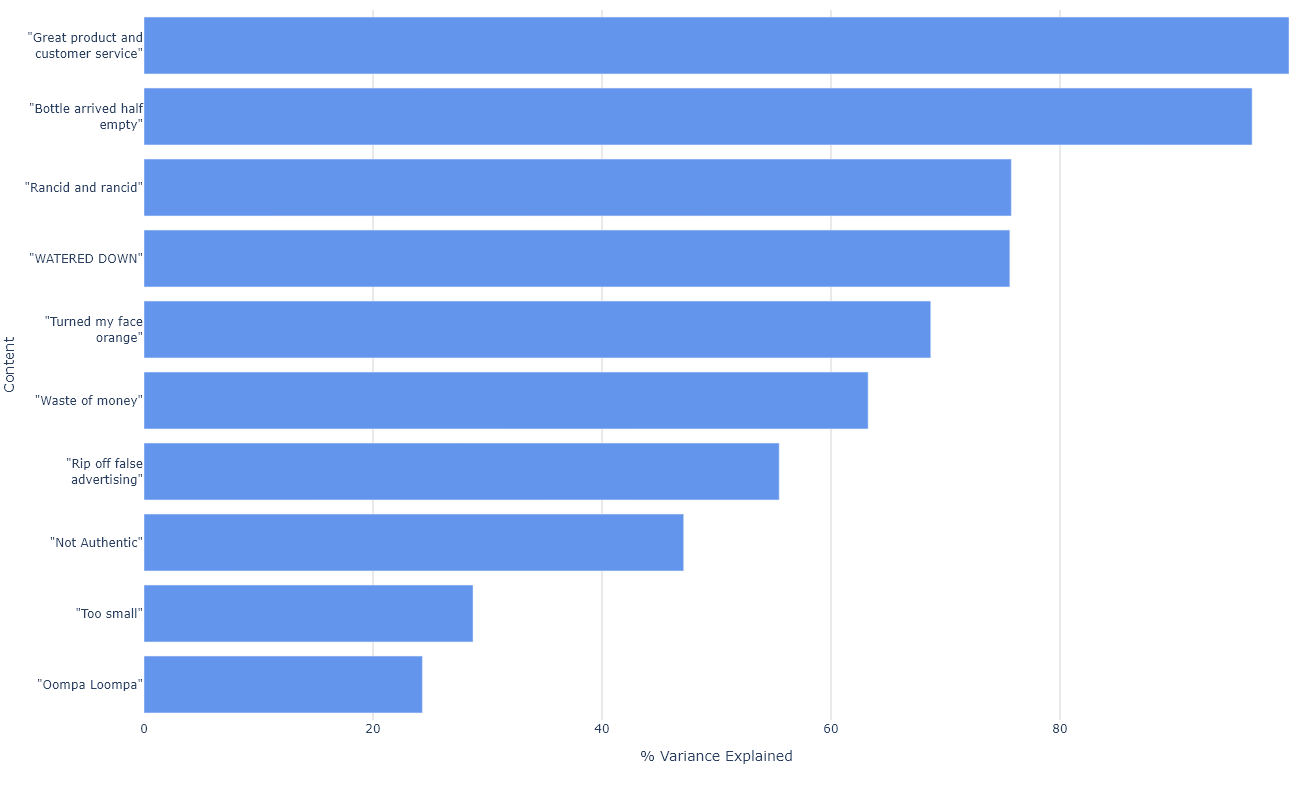 "Great product and
customer service"
"Bottle arrived half
empty"
"Rancid and rancid"
"WATERED DOWN"
"Turned my face
orange"
"Waste of money"
"Rip off false
advertising"
"Not Authentic"
"Too small"
"Oompa Loompa"
Content
0 20 40 60 80
% Variance Explained